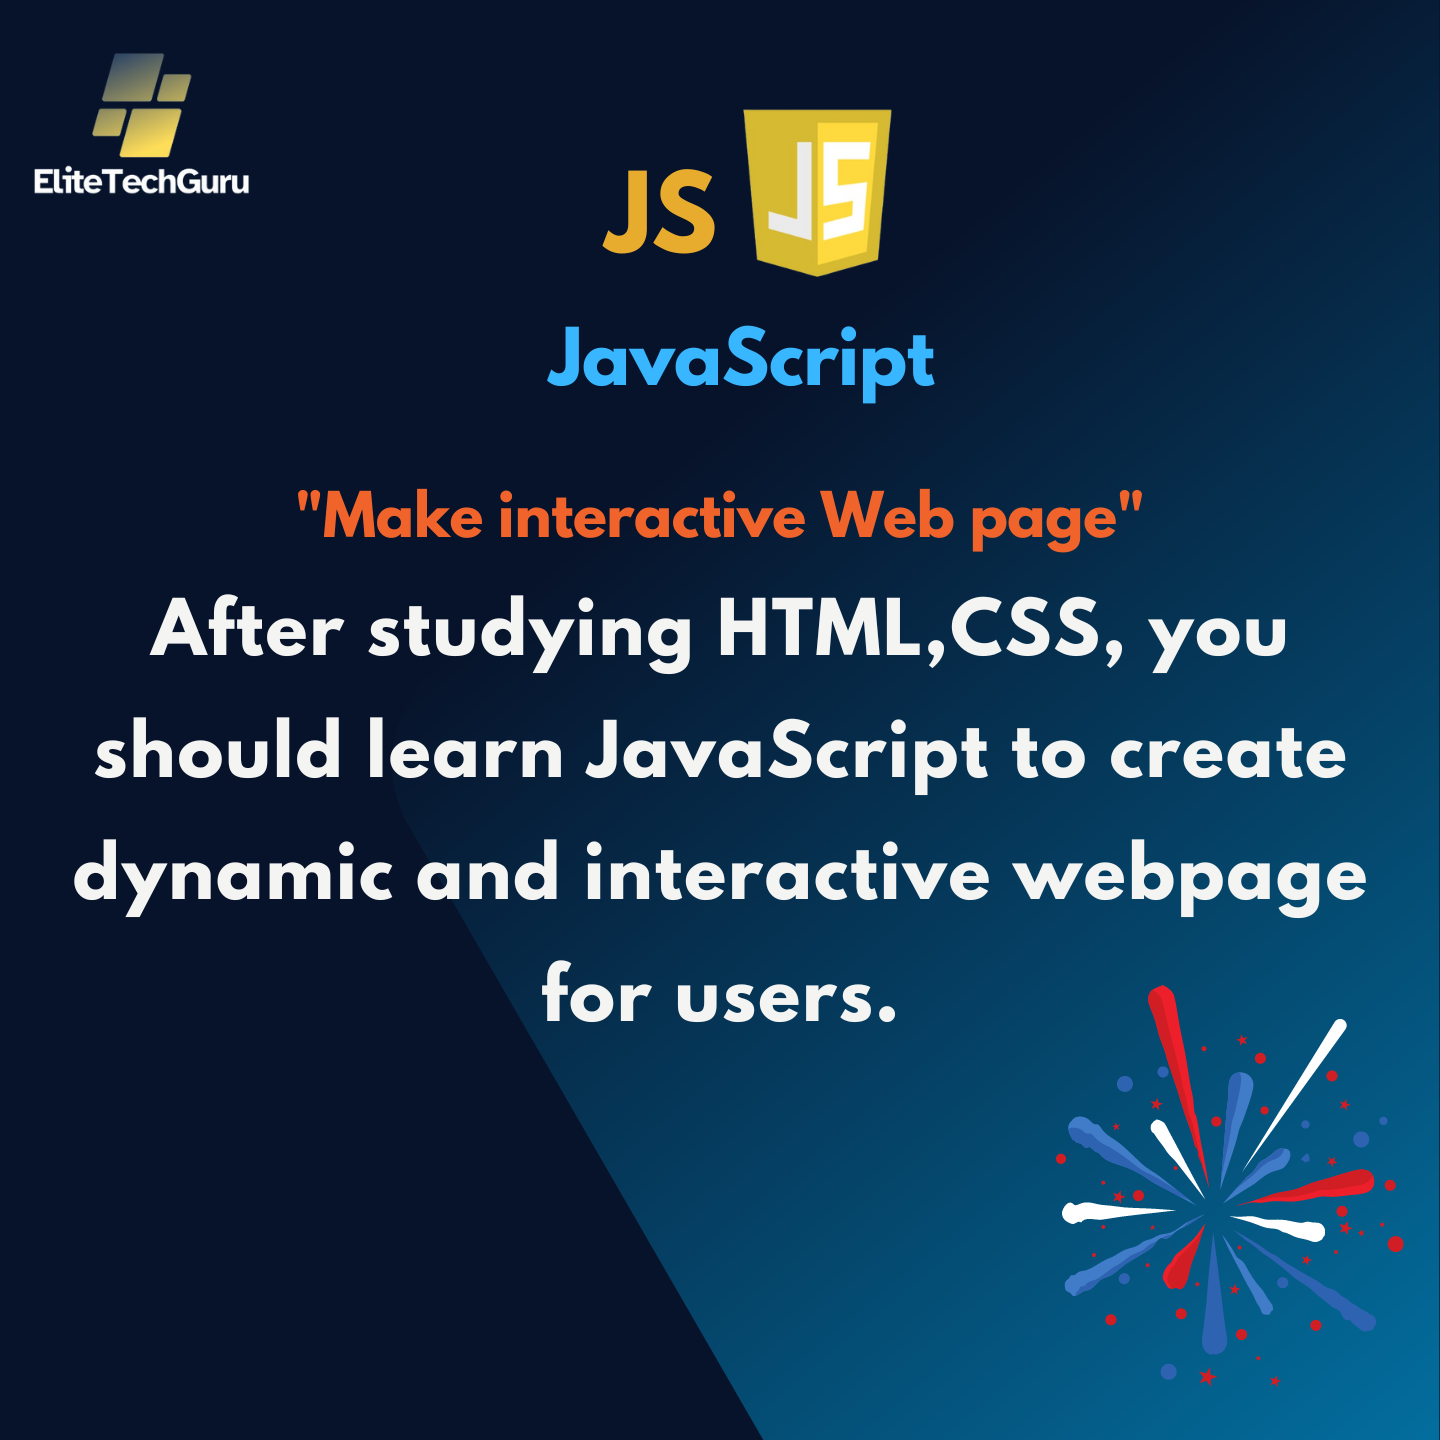 EliteTechGuru
JS JS
JavaScript
"Make interactive Web page"
After studying HTML,CSS, you
should learn JavaScript to create
dynamic and interactive webpage
for users.